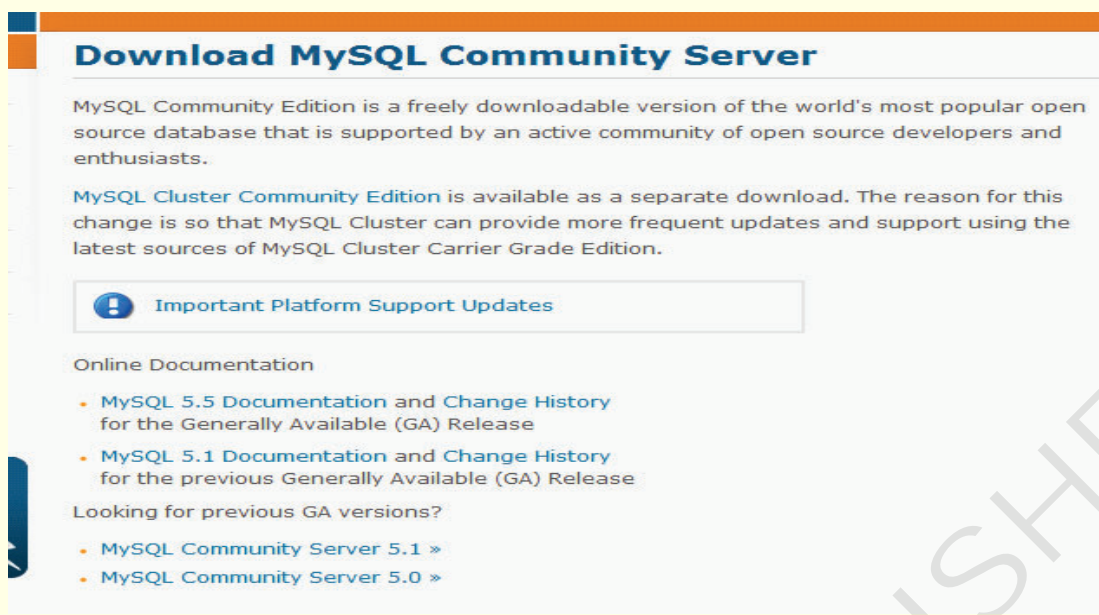 Download MySQL Community Server
MySQL Community Edition is a freely downloadable version of the world's most popular open
source database that is supported by an active community of open source developers and
enthusiasts.
MySQL Cluster Community Edition is available as a separate download. The reason for this
change is so that MySQL Cluster can provide more frequent updates and support using the
latest sources of MySQL Cluster Carrier Grade Edition.
Important Platform Support Updates
Online Documentation
• MySQL 5.5 Documentation and Change History
for the Generally Available (GA) Release
• MySQL 5.1 Documentation and Change History
for the previous Generally Available (GA) Release
Looking for previous GA versions?
• MySQL Community Server 5.1 »
• MySQL Community Server 5.0 »